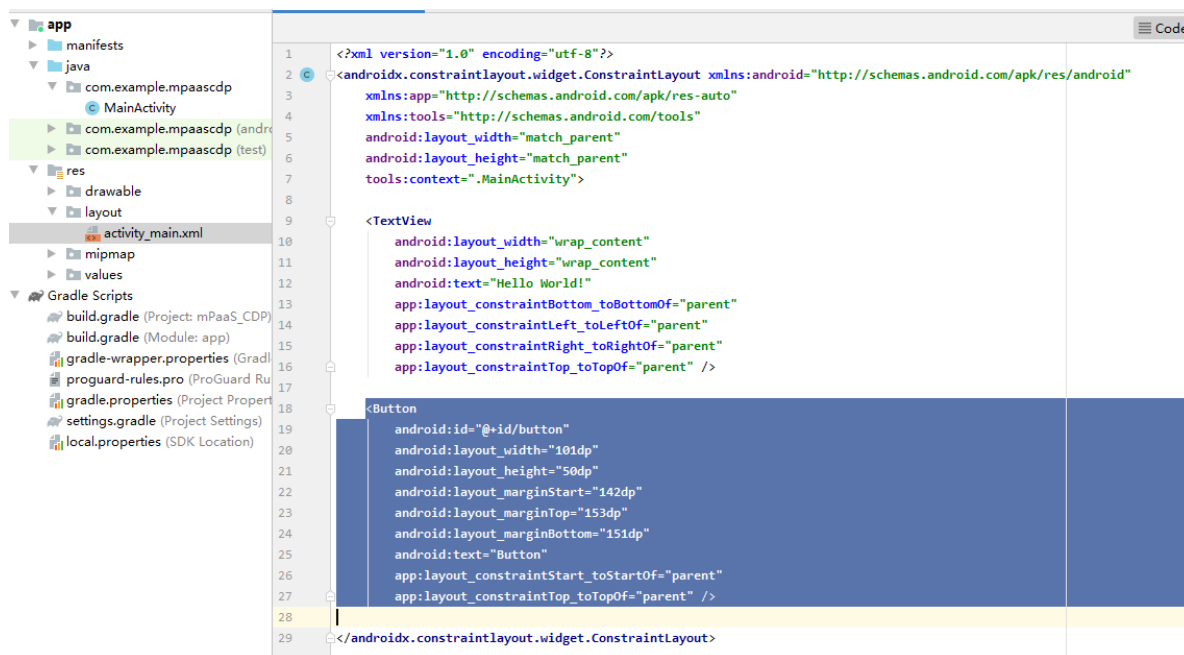 app
manifests
java
com.example.mpaascdp
MainActivity
com.example.mpaascdp (andro
com.example.mpaascdp (test)
res
drawable
layout
activity_main.xml
mipmap
values
Gradle Scripts
build.gradle (Project: mPaaS_CDP)
build.gradle (Module: app)
gradle-wrapper.properties (Gradl
proguard-rules.pro (ProGuard Ru
gradle.properties (Project Propert
settings.gradle (Project Settings)
local.properties (SDK Location)
Code
1 <?xml version="1.0" encoding="utf-8"?>
2 C <androidx.constraintlayout.widget.ConstraintLayout xmlns:android="http://schemas.android.com/apk/res/android"
3 xmlns:app="http://schemas.android.com/apk/res-auto"
4 xmlns:tools="http://schemas.android.com/tools"
5 android:layout_width="match_parent"
6 android:layout_height="match_parent"
7 tools:context=".MainActivity">
8
9 <TextView
10 android:layout_width="wrap_content"
11 android:layout_height="wrap_content"
12 android:text="Hello World!"
13 app:layout_constraintBottom_toBottomOf="parent"
14 app:layout_constraintLeft_toLeftOf="parent"
15 app:layout_constraintRight_toRightOf="parent"
16 app:layout_constraintTop_toTopOf="parent" />
17
18 <Button
19 android:id="@+id/button"
20 android:layout_width="101dp"
21 android:layout_height="50dp"
22 android:layout_marginStart="142dp"
23 android:layout_marginTop="153dp"
24 android:layout_marginBottom="151dp"
25 android:text="Button"
26 app:layout_constraintStart_toStartOf="parent"
27 app:layout_constraintTop_toTopOf="parent" />
28
29 </androidx.constraintlayout.widget.ConstraintLayout>